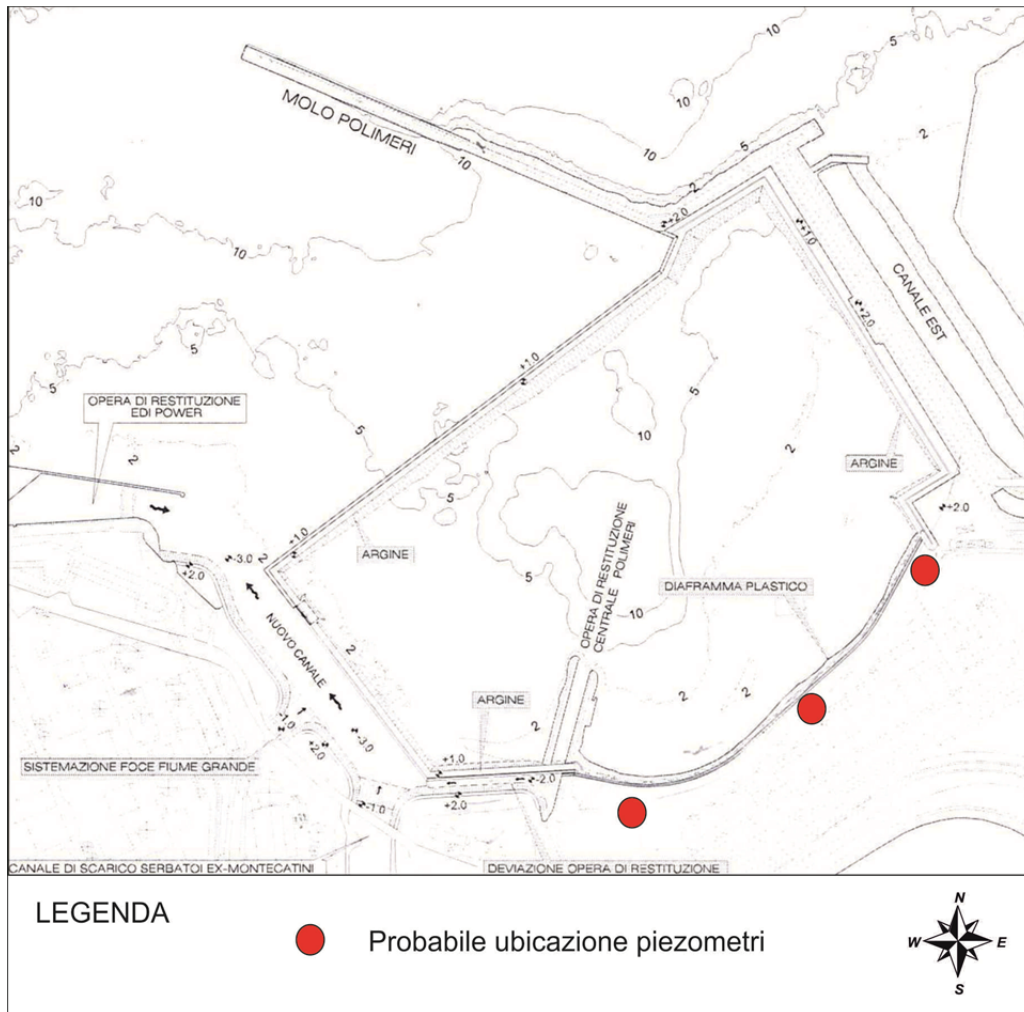 10
5
10
2
MOLO POLIMERI
10
10
5
2
+2.0
+1.0
10
10
CANALE EST
+2.0
5
+1.0
5
OPERA DI RESTITUZIONE
EDI POWER
5
10
2
2
2
5
ARGINE
+2.0
+1.0
ARGINE
-3.0
2
+2.0
5
OPERA DI RESTITUZIONE
CENTRALE POLIMERI
DIAFRAMMA PLASTICO
10
NUOVO CANALE
2
2
2
ARGINE
2
-1.0
+2.0
-3.0
+1.0
SISTEMAZIONE FOCE FIUME GRANDE
-2.0
-1.0
+2.0
CANALE DI SCARICO SERBATOI EX-MONTECATINI
DEVIAZIONE OPERA DI RESTITUZIONE
LEGENDA
Probabile ubicazione piezometri
N
W
E
S